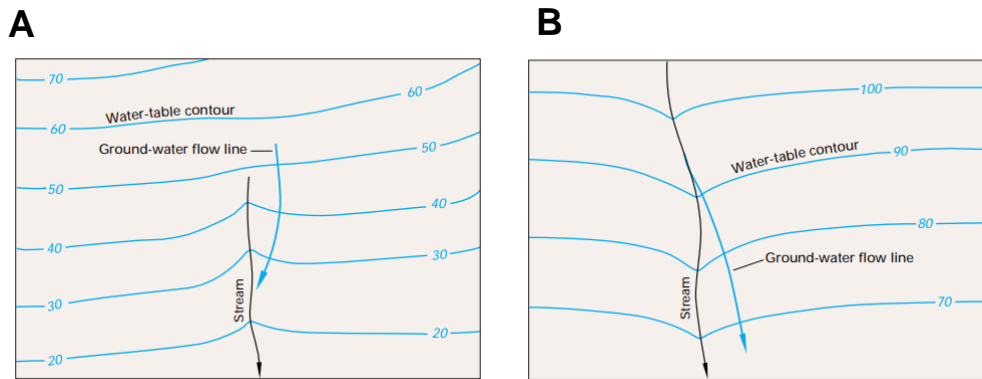 A
70
60
Water-table contour
60
Ground-water flow line
50
50
40
40
30
30
Stream
20
20
B
100
Water-table contour
90
80
Ground-water flow line
Stream
70